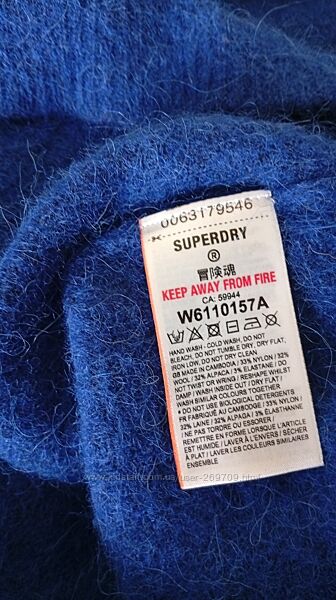 0063179546
SUPERDRY
®
冒険魂
KEEP AWAY FROM FIRE
CA: 59944
W6110157A
HAND WASH - COLD WASH, DO NOT
BLEACH, DO NOT TUMBLE DRY, DRY FLAT,
IRON LOW, DO NOT DRY CLEAN
GB MADE IN CAMBODIA / 33% NYLON / 32%
WOOL / 32% ALPACA / 3% ELASTANE / DO
NOT TWIST OR WRING / RESHAPE WHILST
DAMP / WASH INSIDE OUT / DRY FLAT /
WASH SIMILAR COLOURS TOGETHER
/ DO NOT USE BIOLOGICAL DETERGENTS
FR FABRIQUÉ AU CAMBODGE / 33% NYLON
/ 32% LAINE / 32% ALPAGA / 3% ÉLASTHANNE
/ NE PAS TORDRE OU ESSORER /
REMETTRE EN FORME LORSQUE L'ARTICLE
EST HUMIDE / LAVER À L'ENVERS / SÉCHER
À PLAT / LAVER LES COULEURS SIMILAIRES
ENSEMBLE